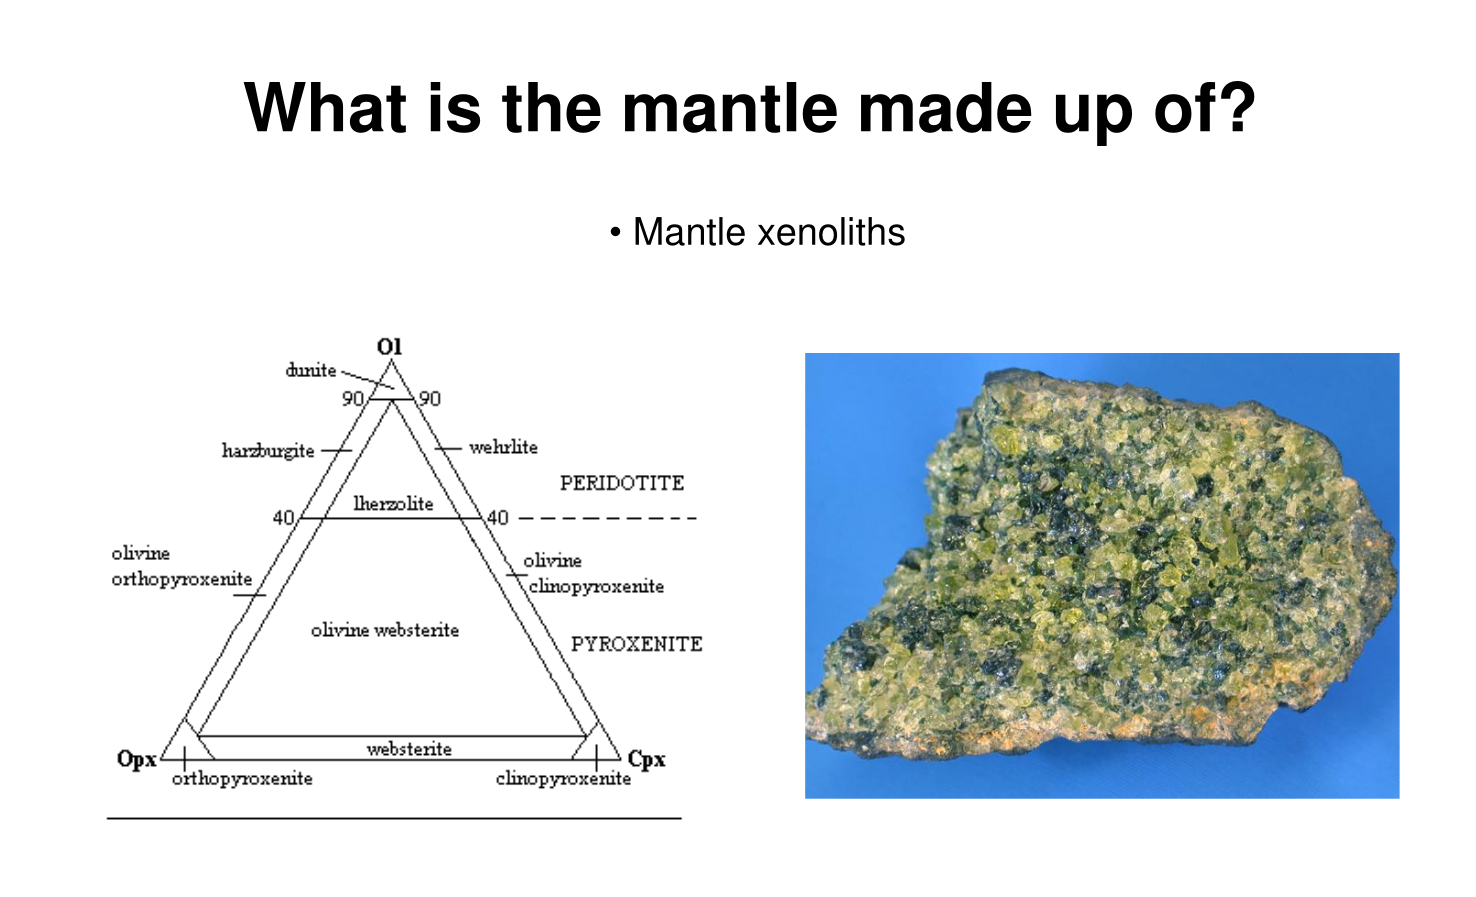 What is the mantle made up of?
• Mantle xenoliths
Ol
dunite
90 90
harzburgite
wehrlite
PERIDOTITE
lherzolite
40 40
olivine
orthopyroxenite
olivine
clinopyroxenite
olivine websterite
PYROXENITE
websterite
Opx Cpx
orthopyroxenite clinopyroxenite